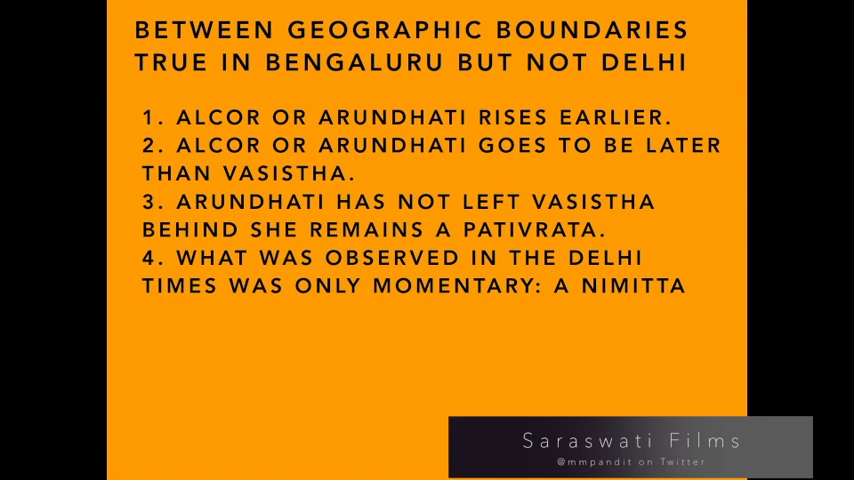 BETWEEN GEOGRAPHIC BOUNDARIES
TRUE IN BENGALURU BUT NOT DELHI
1. ALCOR OR ARUNDHATI RISES EARLIER.
2. ALCOR OR ARUNDHATI GOES TO BE LATER
THAN VASISTHA.
3. ARUNDHATI HAS NOT LEFT VASISTHA
BEHIND SHE REMAINS A PATIVRATA.
4. WHAT WAS OBSERVED IN THE DELHI
TIMES WAS ONLY MOMENTARY: A NIMITTA
Saraswati Films
@mmpandit on Twitter